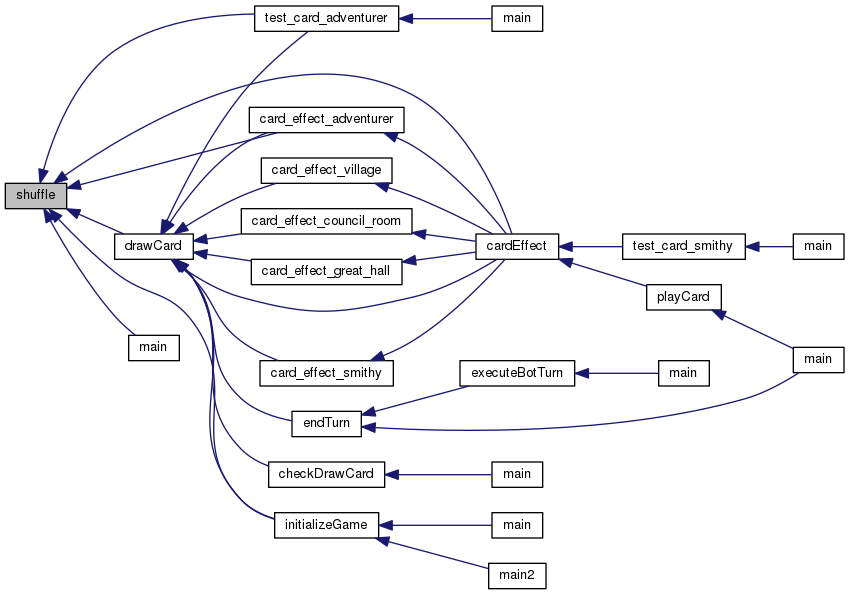 test_card_adventurer
main
card_effect_adventurer
card_effect_village
shuffle
card_effect_council_room
drawCard
cardEffect
test_card_smithy
main
card_effect_great_hall
playCard
main
main
card_effect_smithy
executeBotTurn
main
endTurn
checkDrawCard
main
initializeGame
main
main2